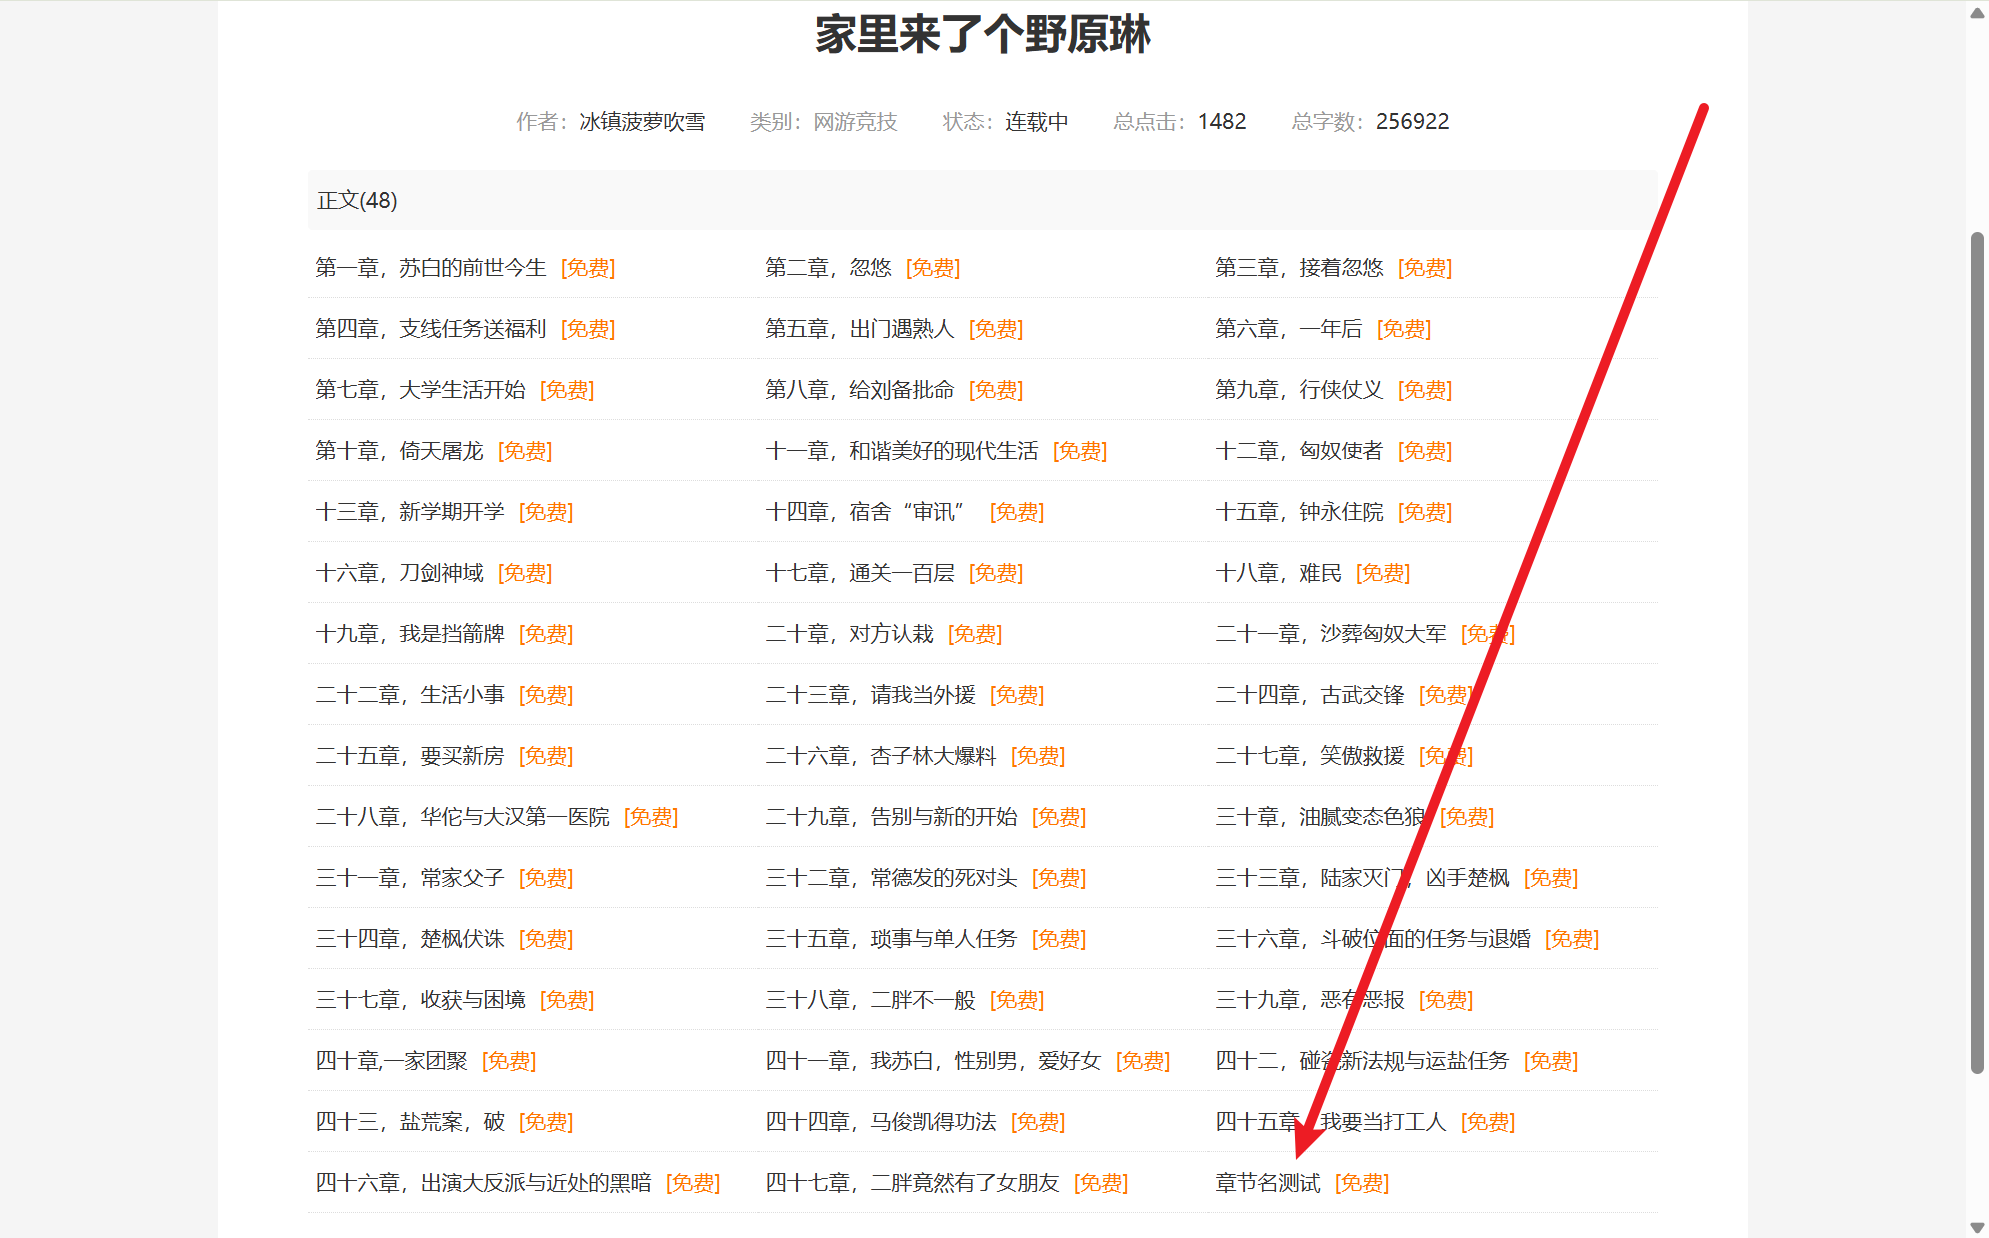 家里来了个野原琳
作者：冰镇菠萝吹雪 类别：网游竞技 状态：连载中 总点击：1482 总字数：256922
正文(48)
第一章，苏白的前世今生 [免费] 第二章，忽悠 [免费] 第三章，接着忽悠 [免费]
第四章，支线任务送福利 [免费] 第五章，出门遇熟人 [免费] 第六章，一年后 [免费]
第七章，大学生活开始 [免费] 第八章，给刘备批命 [免费] 第九章，行侠仗义 [免费]
第十章，倚天屠龙 [免费] 十一章，和谐美好的现代生活 [免费] 十二章，匈奴使者 [免费]
十三章，新学期开学 [免费] 十四章，宿舍“审讯” [免费] 十五章，钟永住院 [免费]
十六章，刀剑神域 [免费] 十七章，通关一百层 [免费] 十八章，难民 [免费]
十九章，我是挡箭牌 [免费] 二十章，对方认栽 [免费] 二十一章，沙葬匈奴大军 [免费]
二十二章，生活小事 [免费] 二十三章，请我当外援 [免费] 二十四章，古武交锋 [免费]
二十五章，要买新房 [免费] 二十六章，杏子林大爆料 [免费] 二十七章，笑傲救援 [免费]
二十八章，华佗与大汉第一医院 [免费] 二十九章，告别与新的开始 [免费] 三十章，油腻变态色狼 [免费]
三十一章，常家父子 [免费] 三十二章，常德发的死对头 [免费] 三十三章，陆家灭门，凶手楚枫 [免费]
三十四章，楚枫伏诛 [免费] 三十五章，琐事与单人任务 [免费] 三十六章，斗破位面的任务与退婚 [免费]
三十七章，收获与困境 [免费] 三十八章，二胖不一般 [免费] 三十九章，恶有恶报 [免费]
四十章,一家团聚 [免费] 四十一章，我苏白，性别男，爱好女 [免费] 四十二，碰瓷新法规与运盐任务 [免费]
四十三，盐荒案，破 [免费] 四十四章，马俊凯得功法 [免费] 四十五章，我要当打工人 [免费]
四十六章，出演大反派与近处的黑暗 [免费] 四十七章，二胖竟然有了女朋友 [免费] 章节名测试 [免费]